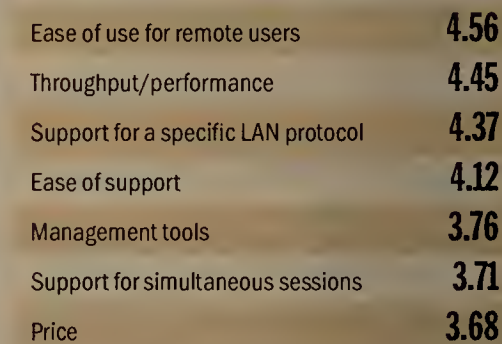 Ease of use for remote users 4.56
Throughput/performance 4.45
Support for a specific LAN protocol 4.37
Ease of support 4.12
Management tools 3.76
Support for simultaneous sessions 3.71
Price 3.68